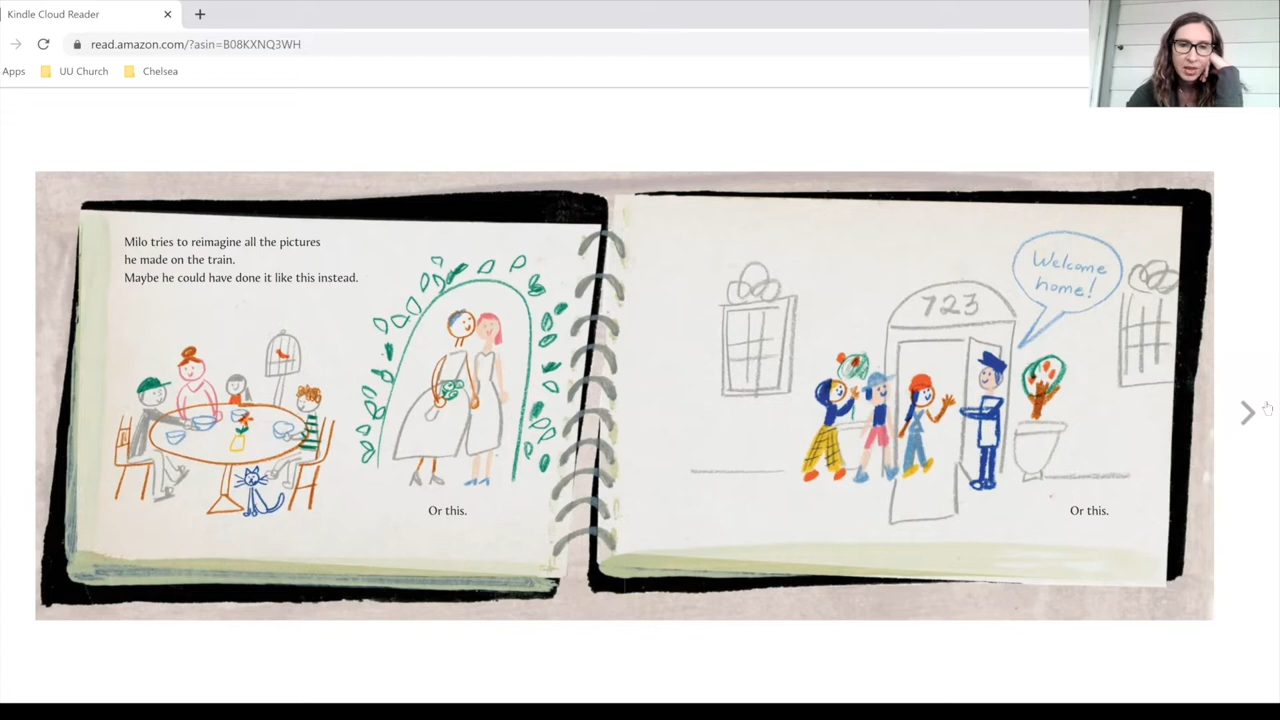 Kindle Cloud Reader
read.amazon.com/?asin=B08KXNQ3WH
Apps
UU Church
Chelsea
Milo tries to reimagine all the pictures
he made on the train.
Maybe he could have done it like this instead.
Or this.
723
Welcome
home!
Or this.